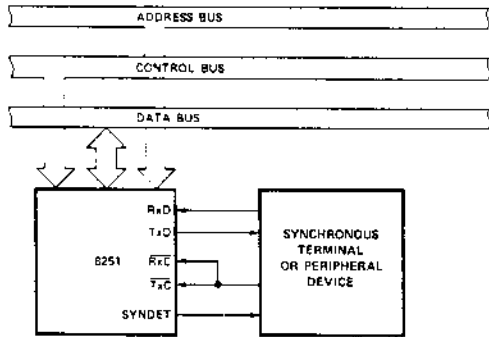 ADDRESS BUS
CONTROL BUS
DATA BUS
RxD
TxD
8251
RxC
TxC
SYNDET
SYNCHRONOUS
TERMINAL
OR PERIPHERAL
DEVICE